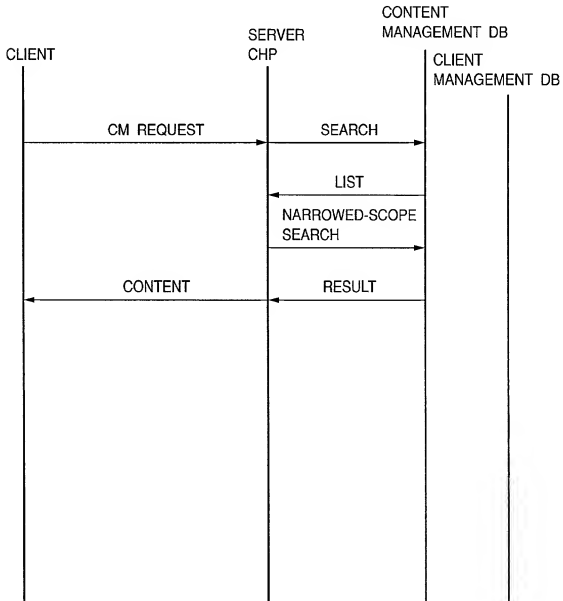 CONTENT
MANAGEMENT DB
SERVER
CHP
CLIENT
CLIENT
MANAGEMENT DB
CM REQUEST
SEARCH
LIST
NARROWED-SCOPE
SEARCH
CONTENT
RESULT